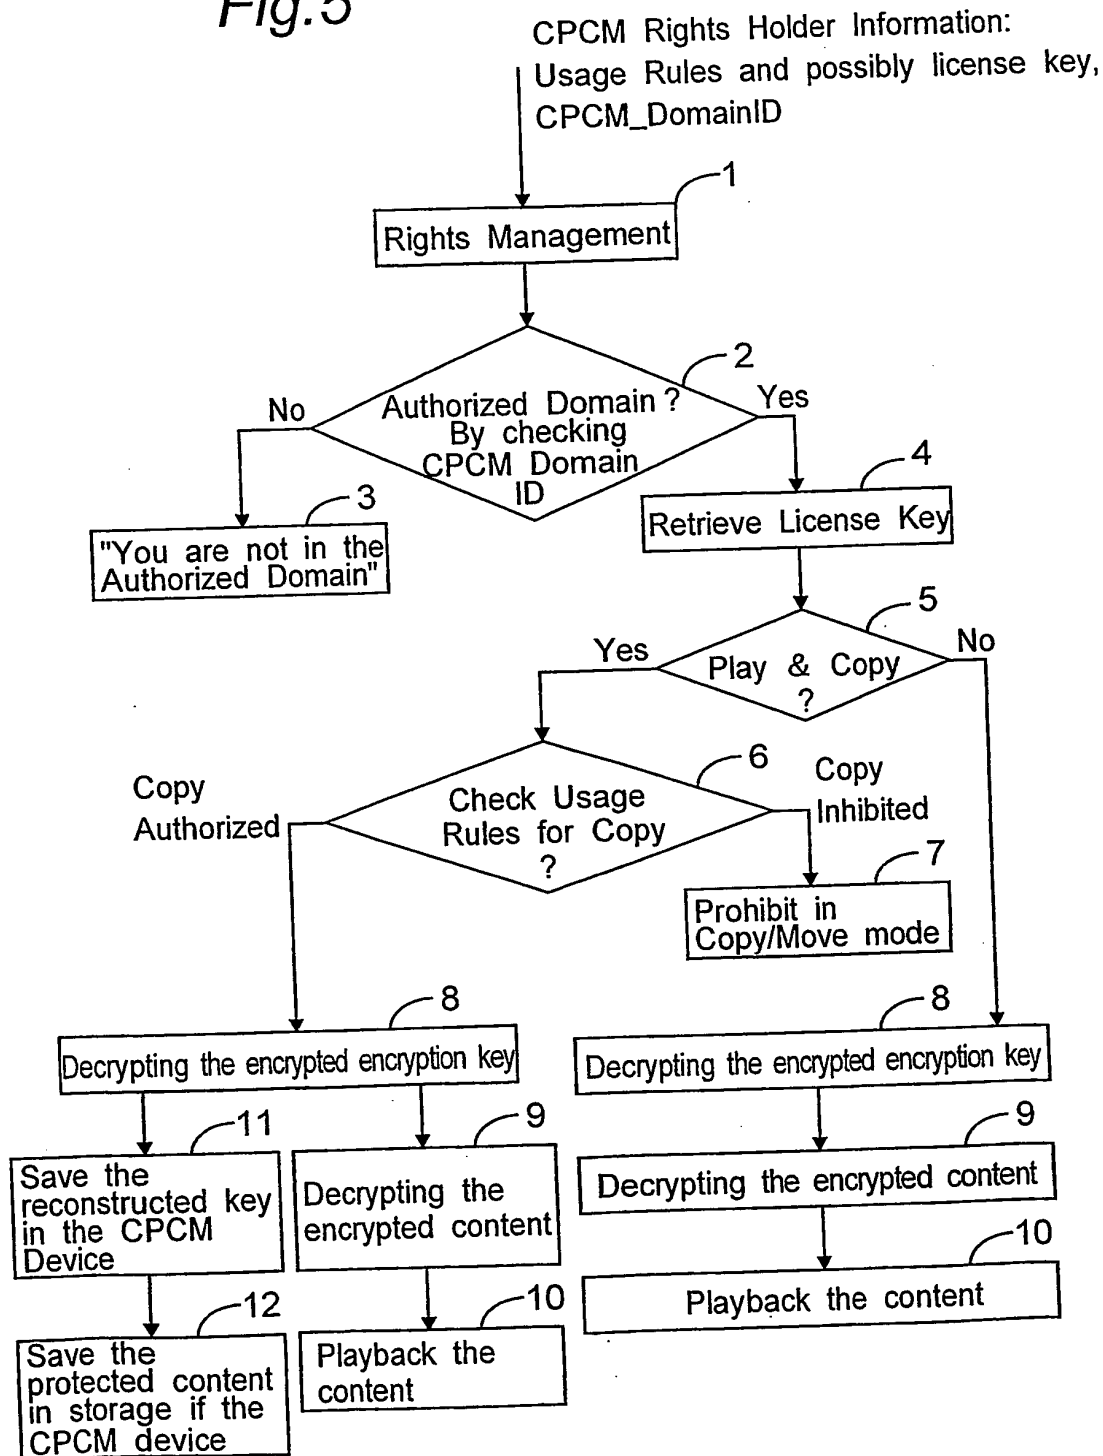 Fig.5
CPCM Rights Holder Information:
Usage Rules and possibly license key,
CPCM_DomainID
1
Rights Management
2
No
Authorized Domain ?
Yes
By checking
CPCM Domain
ID
3
"You are not in the
Authorized Domain"
4
Retrieve License Key
5
Yes
Play & Copy
?
No
6
Copy
Authorized
Check Usage
Rules for Copy
?
Copy
Inhibited
7
Prohibit in
Copy/Move mode
8
Decrypting the encrypted encryption key
8
Decrypting the encrypted encryption key
11
Save the
reconstructed key
in the CPCM
Device
9
Decrypting the
encrypted content
9
Decrypting the encrypted content
12
Save the
protected content
in storage if the
CPCM device
10
Playback the
content
10
Playback the content